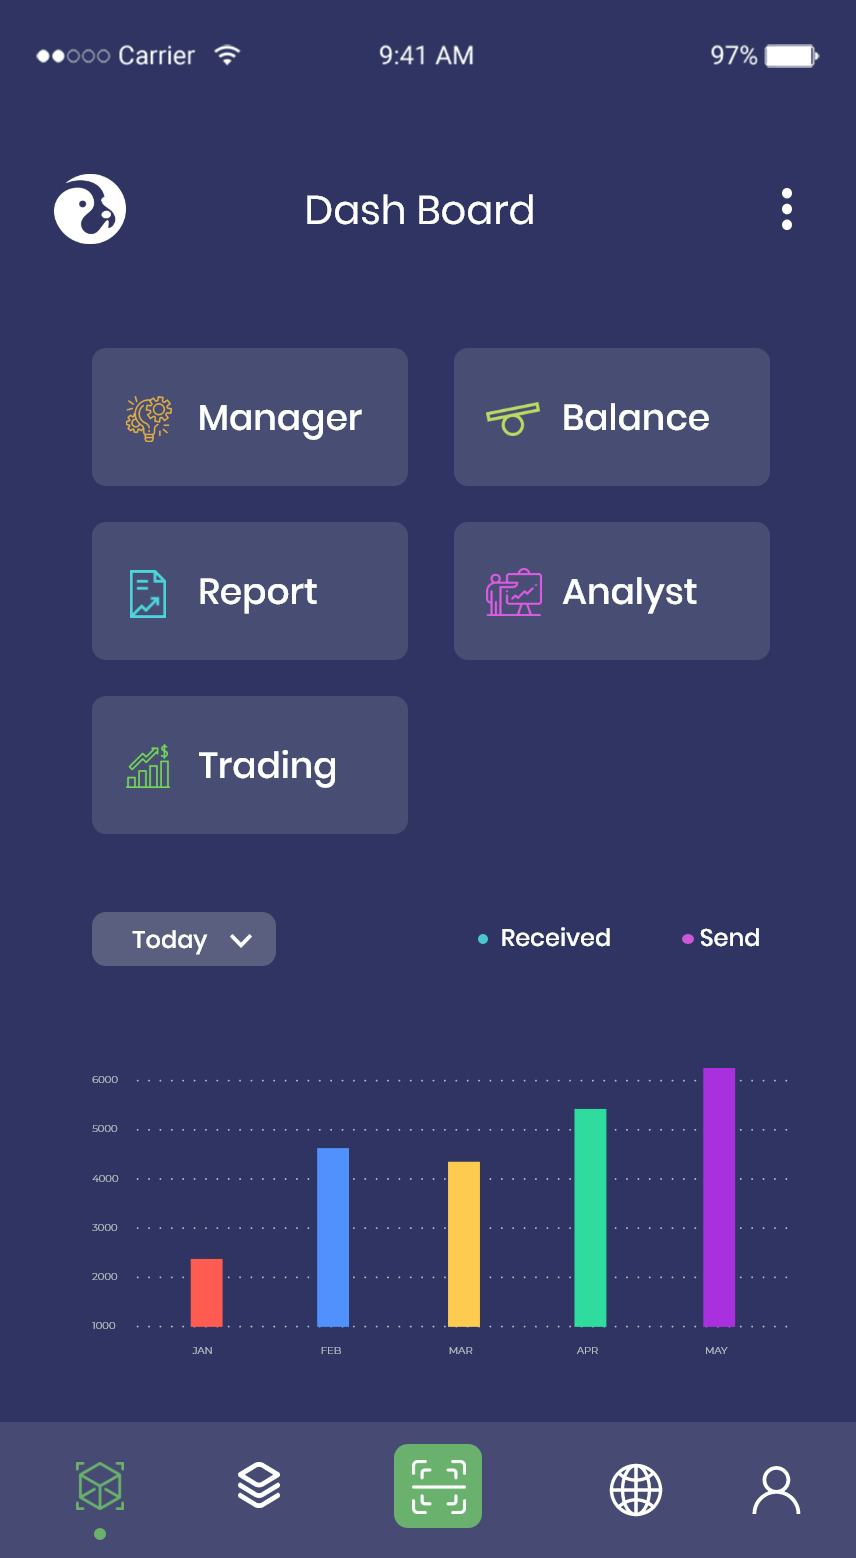 Carrier 9:41 AM 97%
Dash Board
Manager Balance
Report Analyst
$
Trading
Today Received Send
6000
5000
4000
3000
2000
1000
JAN FEB MAR APR MAY